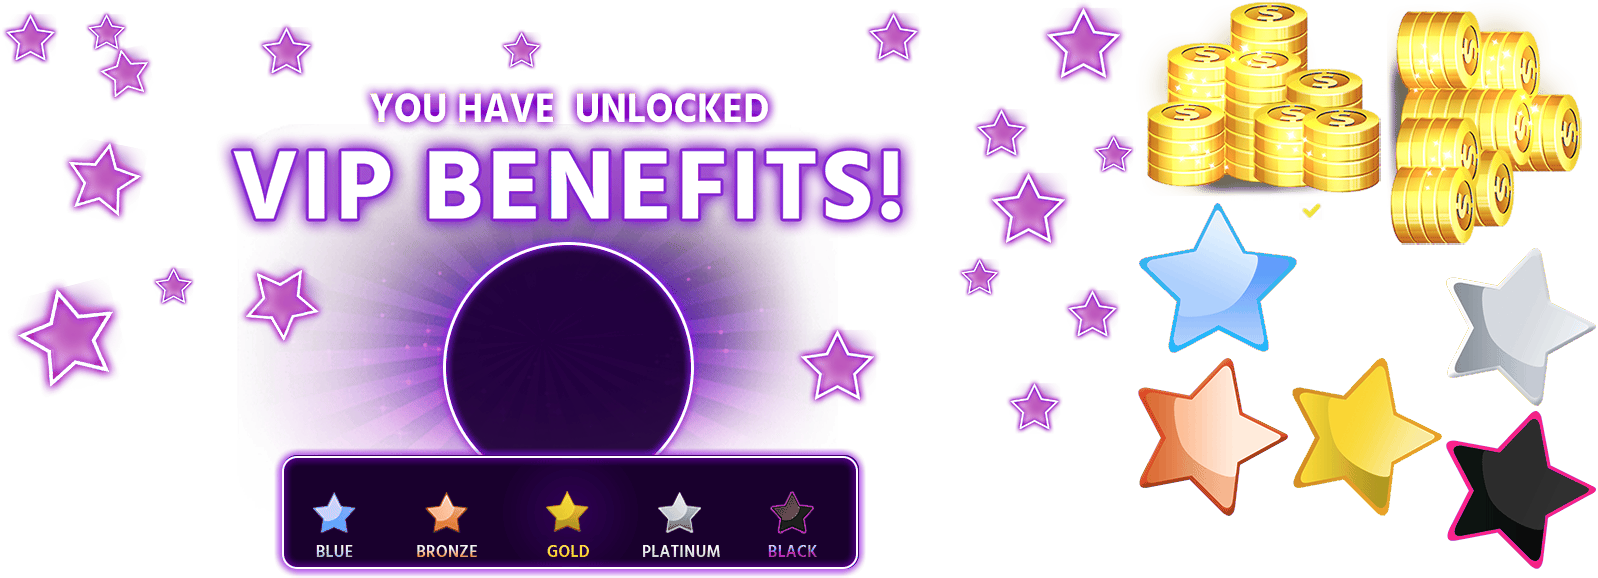 YOU HAVE UNLOCKED
VIP BENEFITS!
BLUE BRONZE GOLD PLATINUM BLACK